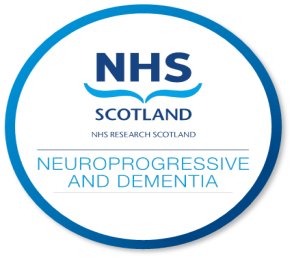 NHS
SCOTLAND
NHS RESEARCH SCOTLAND
NEUROPROGRESSIVE
AND DEMENTIA